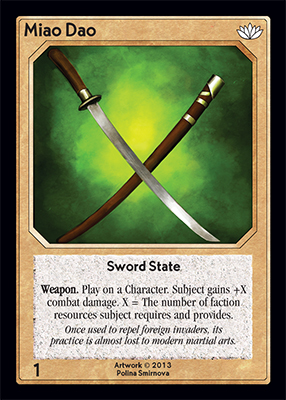 Miao Dao
Sword State
Weapon. Play on a Character. Subject gains +X
combat damage. X = The number of faction
resources subject requires and provides.
Once used to repel foreign invaders, its
practice is almost lost to modern martial arts.
1
Artwork © 2013
Polina Smirnova